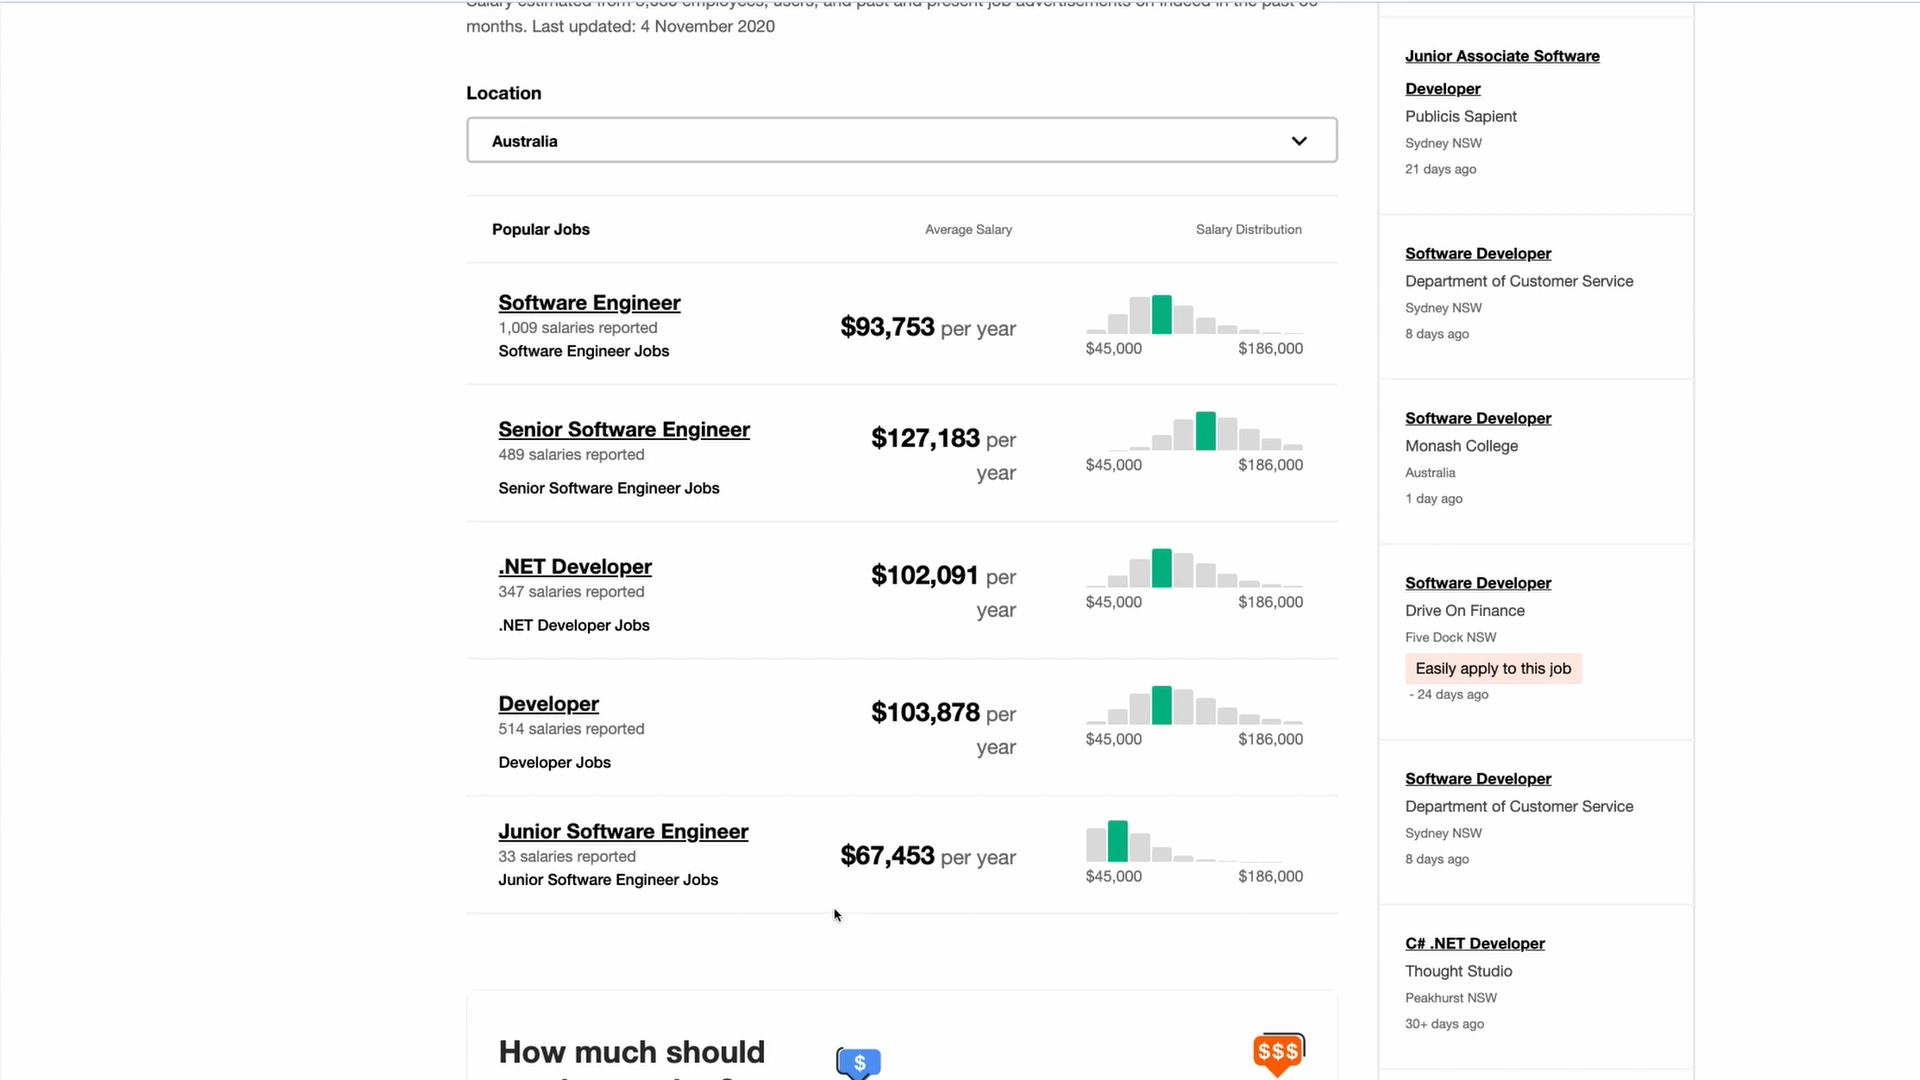 months. Last updated: 4 November 2020
Location
Australia
Popular Jobs Average Salary Salary Distribution
Software Engineer
1,009 salaries reported
Software Engineer Jobs
$93,753 per year
$45,000 $186,000
Senior Software Engineer
489 salaries reported
Senior Software Engineer Jobs
$127,183 per
year
$45,000 $186,000
.NET Developer
347 salaries reported
.NET Developer Jobs
$102,091 per
year
$45,000 $186,000
Developer
514 salaries reported
Developer Jobs
$103,878 per
year
$45,000 $186,000
Junior Software Engineer
33 salaries reported
Junior Software Engineer Jobs
$67,453 per year
$45,000 $186,000
How much should
$
$$$
Junior Associate Software
Developer
Publicis Sapient
Sydney NSW
21 days ago
Software Developer
Department of Customer Service
Sydney NSW
8 days ago
Software Developer
Monash College
Australia
1 day ago
Software Developer
Drive On Finance
Five Dock NSW
Easily apply to this job
- 24 days ago
Software Developer
Department of Customer Service
Sydney NSW
8 days ago
C# .NET Developer
Thought Studio
Peakhurst NSW
30+ days ago